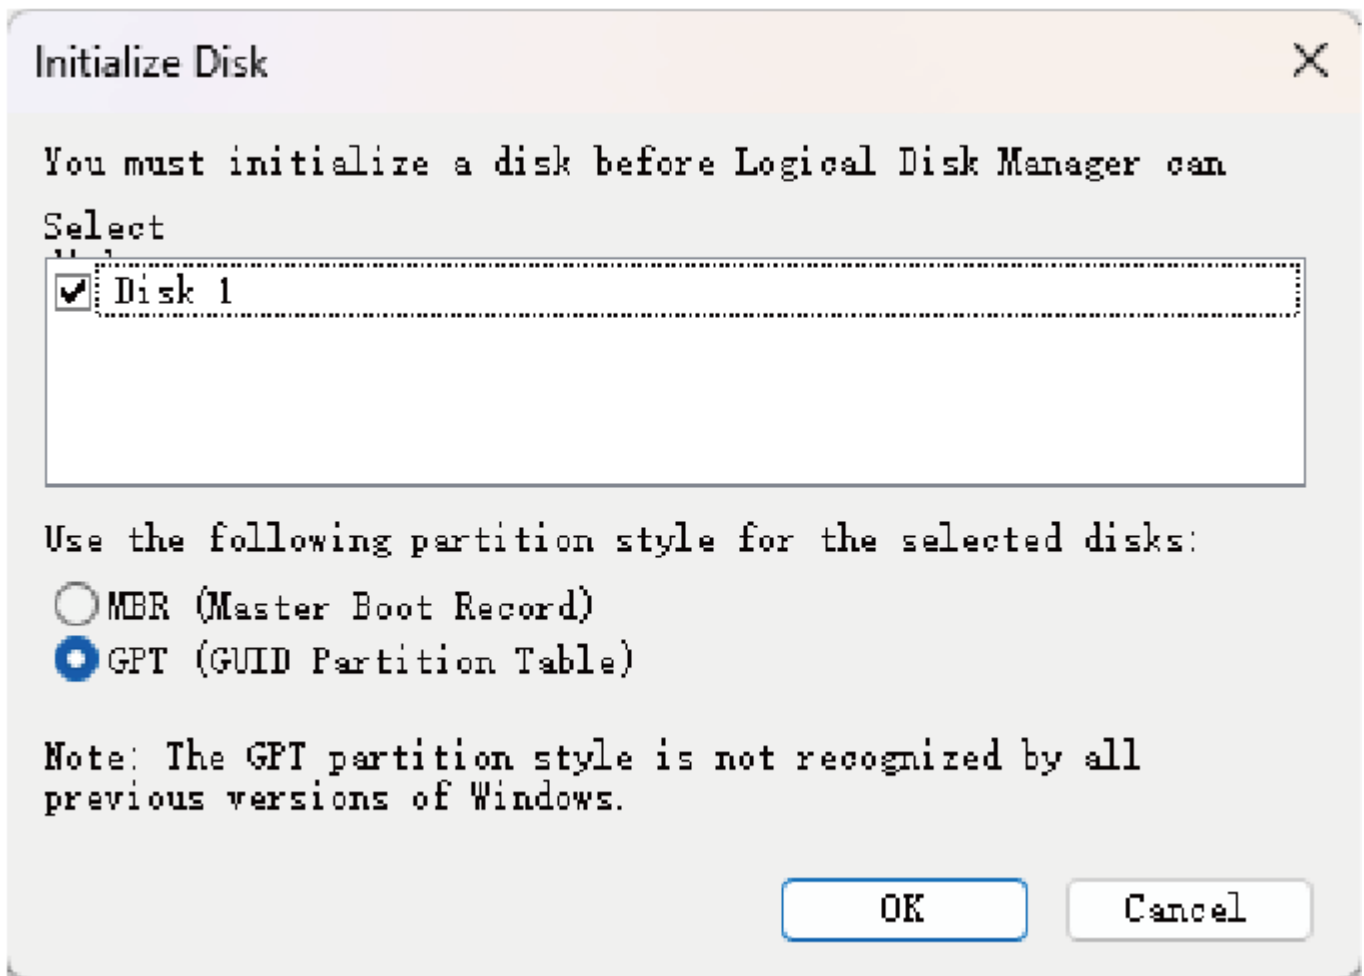 Initialize Disk
You must initialize a disk before Logical Disk Manager can
Select
Disk 1
Use the following partition style for the selected disks:
MBR (Master Boot Record)
GPT (GUID Partition Table)
Note: The GPT partition style is not recognized by all
previous versions of Windows.
OK
Cancel